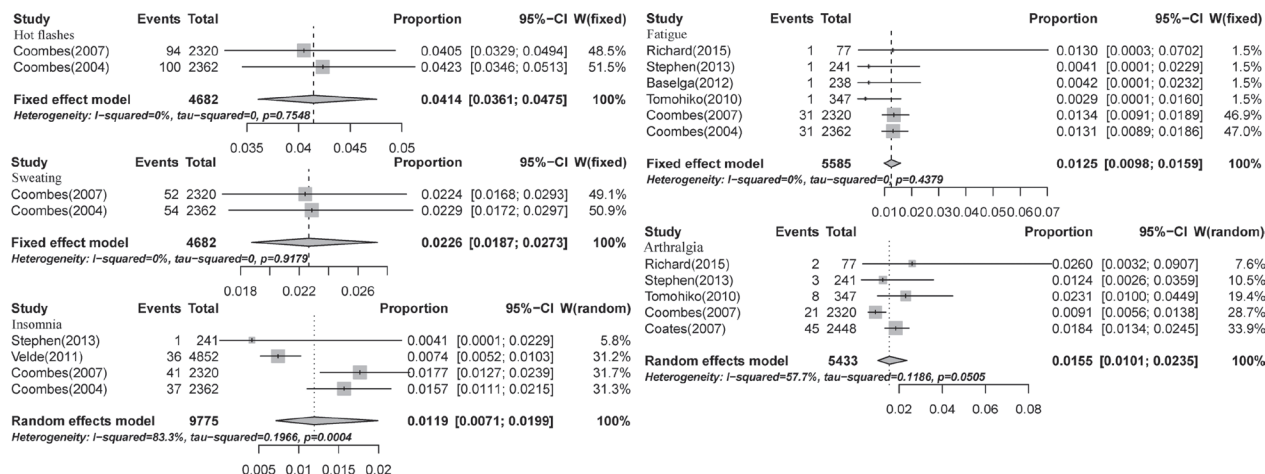 Study Events Total Proportion 95%−CI W(fixed)
Hot flashes
Coombes(2007) 94 2320 0.0405 [0.0329; 0.0494] 48.5%
Coombes(2004) 100 2362 0.0423 [0.0346; 0.0513] 51.5%
Fixed effect model 4682 0.0414 [0.0361; 0.0475] 100%
Heterogeneity: I−squared=0%, tau−squared=0, p=0.7548
0.035 0.04 0.045 0.05
Study Events Total Proportion 95%−CI W(fixed)
Sweating
Coombes(2007) 52 2320 0.0224 [0.0168; 0.0293] 49.1%
Coombes(2004) 54 2362 0.0229 [0.0172; 0.0297] 50.9%
Fixed effect model 4682 0.0226 [0.0187; 0.0273] 100%
Heterogeneity: I−squared=0%, tau−squared=0, p=0.9179
0.018 0.022 0.026
Study Events Total Proportion 95%−CI W(random)
Insomnia
Stephen(2013) 1 241 0.0041 [0.0001; 0.0229] 5.8%
Velde(2011) 36 4852 0.0074 [0.0052; 0.0103] 31.2%
Coombes(2007) 41 2320 0.0177 [0.0127; 0.0239] 31.7%
Coombes(2004) 37 2362 0.0157 [0.0111; 0.0215] 31.3%
Random effects model 9775 0.0119 [0.0071; 0.0199] 100%
Heterogeneity: I−squared=83.3%, tau−squared=0.1966, p=0.0004
0.005 0.01 0.015 0.02
Study Events Total Proportion 95%−CI W(fixed)
Fatigue
Richard(2015) 1 77 0.0130 [0.0003; 0.0702] 1.5%
Stephen(2013) 1 241 0.0041 [0.0001; 0.0229] 1.5%
Baselga(2012) 1 238 0.0042 [0.0001; 0.0232] 1.5%
Tomohiko(2010) 1 347 0.0029 [0.0001; 0.0160] 1.5%
Coombes(2007) 31 2320 0.0134 [0.0091; 0.0189] 46.9%
Coombes(2004) 31 2362 0.0131 [0.0089; 0.0186] 47.0%
Fixed effect model 5585 0.0125 [0.0098; 0.0159] 100%
Heterogeneity: I−squared=0%, tau−squared=0, p=0.4379
0.01 0.02 0.03 0.04 0.05 0.06 0.07
Study Events Total Proportion 95%−CI W(random)
Arthralgia
Richard(2015) 2 77 0.0260 [0.0032; 0.0907] 7.6%
Stephen(2013) 3 241 0.0124 [0.0026; 0.0359] 10.5%
Tomohiko(2010) 8 347 0.0231 [0.0100; 0.0449] 19.4%
Coombes(2007) 21 2320 0.0091 [0.0056; 0.0138] 28.7%
Coates(2007) 45 2448 0.0184 [0.0134; 0.0245] 33.9%
Random effects model 5433 0.0155 [0.0101; 0.0235] 100%
Heterogeneity: I−squared=57.7%, tau−squared=0.1186, p=0.0505
0.02 0.04 0.06 0.08